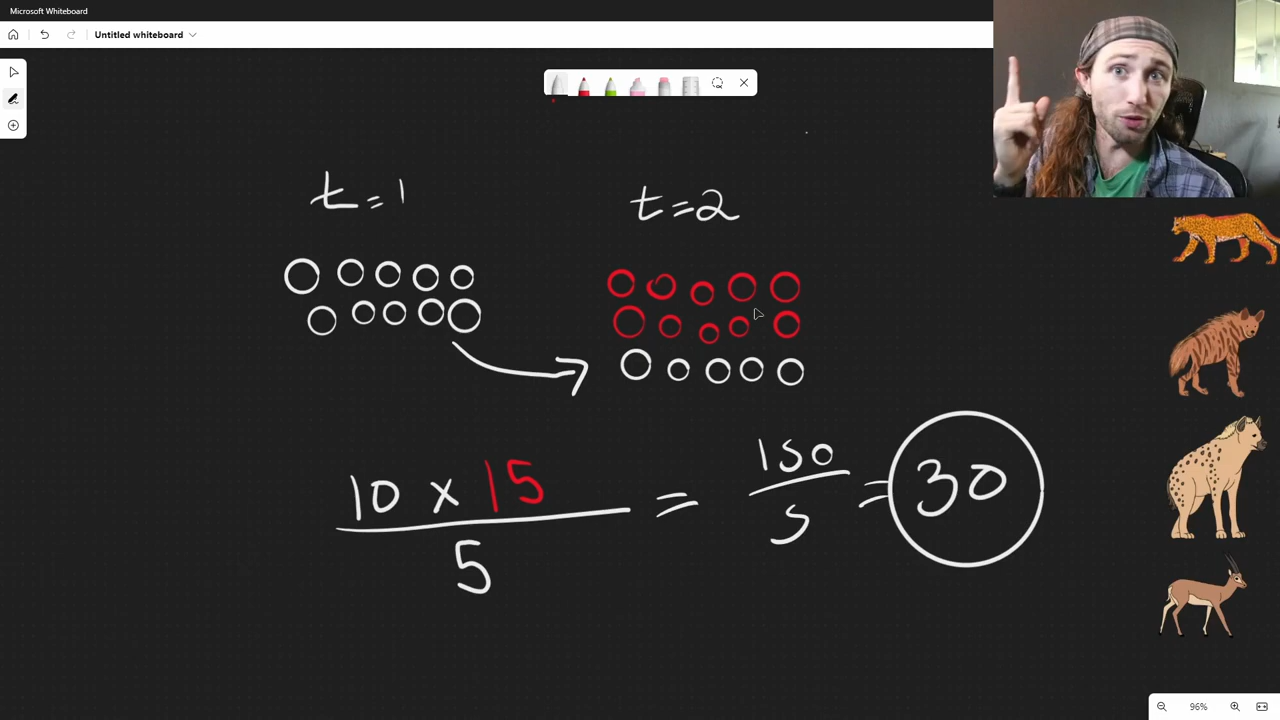 Microsoft Whiteboard
Untitled whiteboard
t=1
t=2
10 x 15
5
=
150
5
=
30
96%